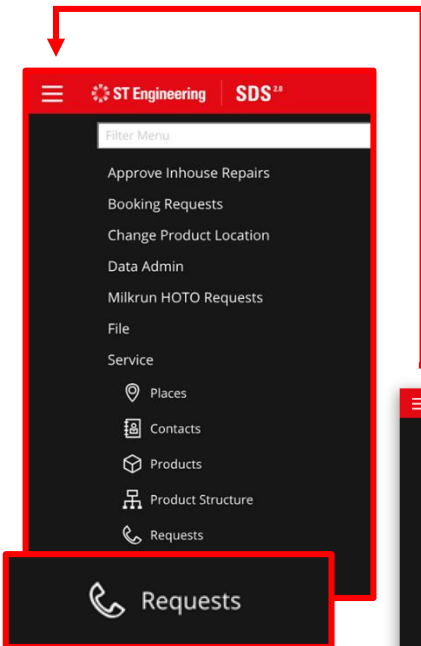 ST Engineering SDS 2.0
Filter Menu
Approve Inhouse Repairs
Booking Requests
Change Product Location
Data Admin
Milkrun HOTO Requests
File
Service
Places
Contacts
Products
Product Structure
Requests
Requests